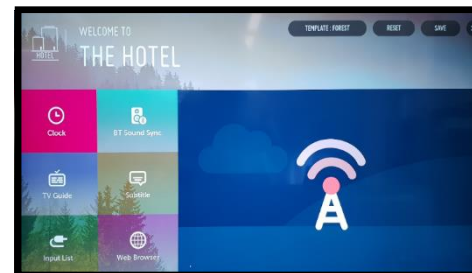 HOTEL
WELCOME TO
THE HOTEL
TEMPLATE : FOREST
RESET
SAVE
Clock
BT Sound Sync
TV Guide
Subtitle
Input List
Web Browser
A